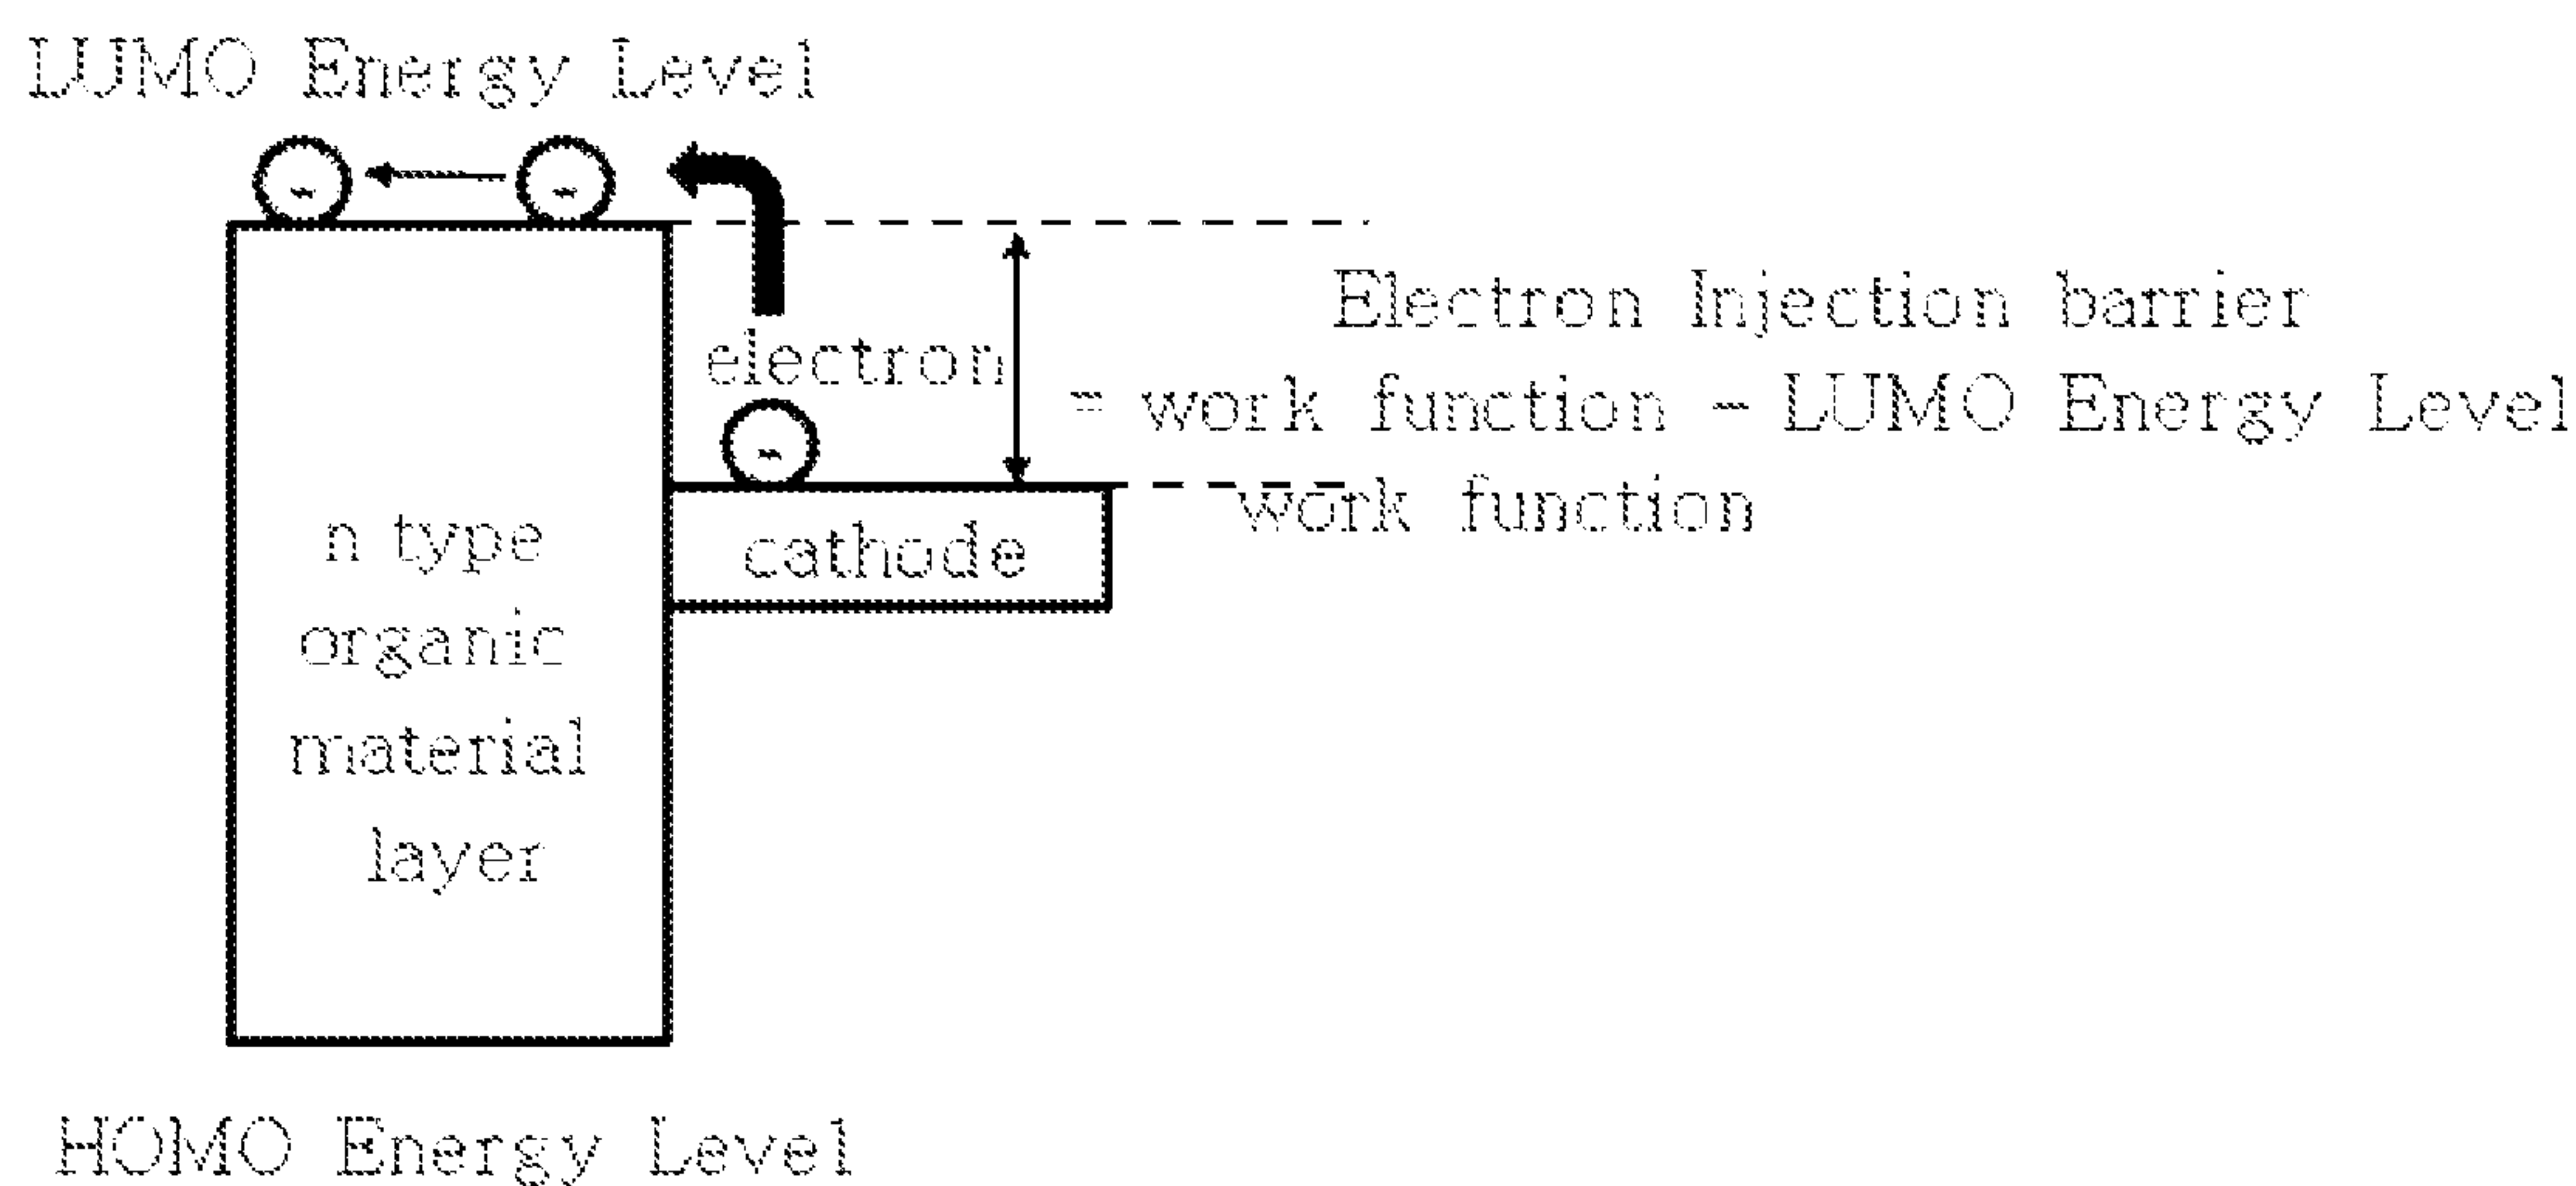 LUMO Energy Level
-
-
Electron Injection barrier
electron
= work function - LUMO Energy Level
-
work function
cathode
n type
organic
material
layer
HOMO Energy Level